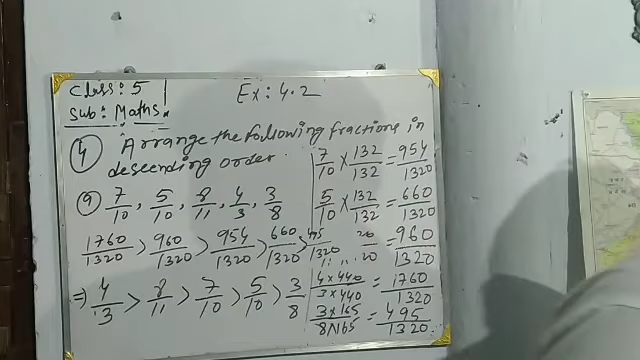 Class: 5
Sub: Maths.
Ex: 4.2
4 Arrange the following fractions in
descending order.
a) 7/10, 5/10, 8/11, 4/3, 3/8
1760/1320 > 960/1320 > 954/1320 > 660/1320 > 495/1320
⇒ 4/3 > 8/11 > 7/10 > 5/10 > 3/8
7/10 × 132/132 = 954/1320
5/10 × 132/132 = 660/1320
= 960/1320
4×440/3×440 = 1760/1320
3×165/8×165 = 495/1320